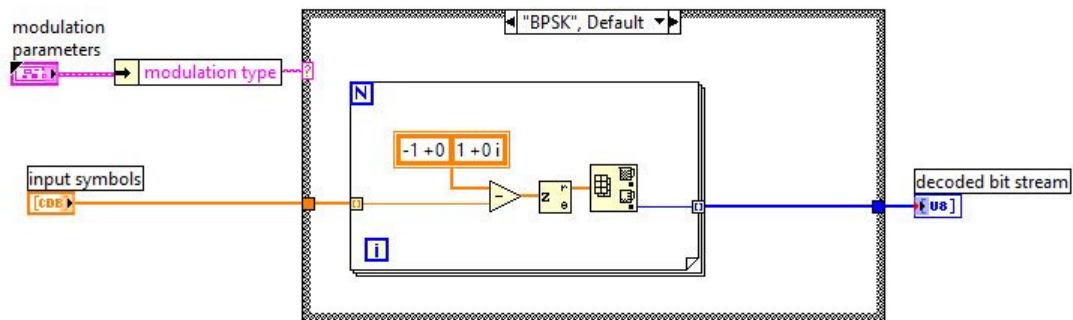 modulation
parameters
"BPSK", Default
modulation type
?
N
-1 +0 1 +0 i
-
z r
θ
i
input symbols
[CDB
decoded bit stream
U8]